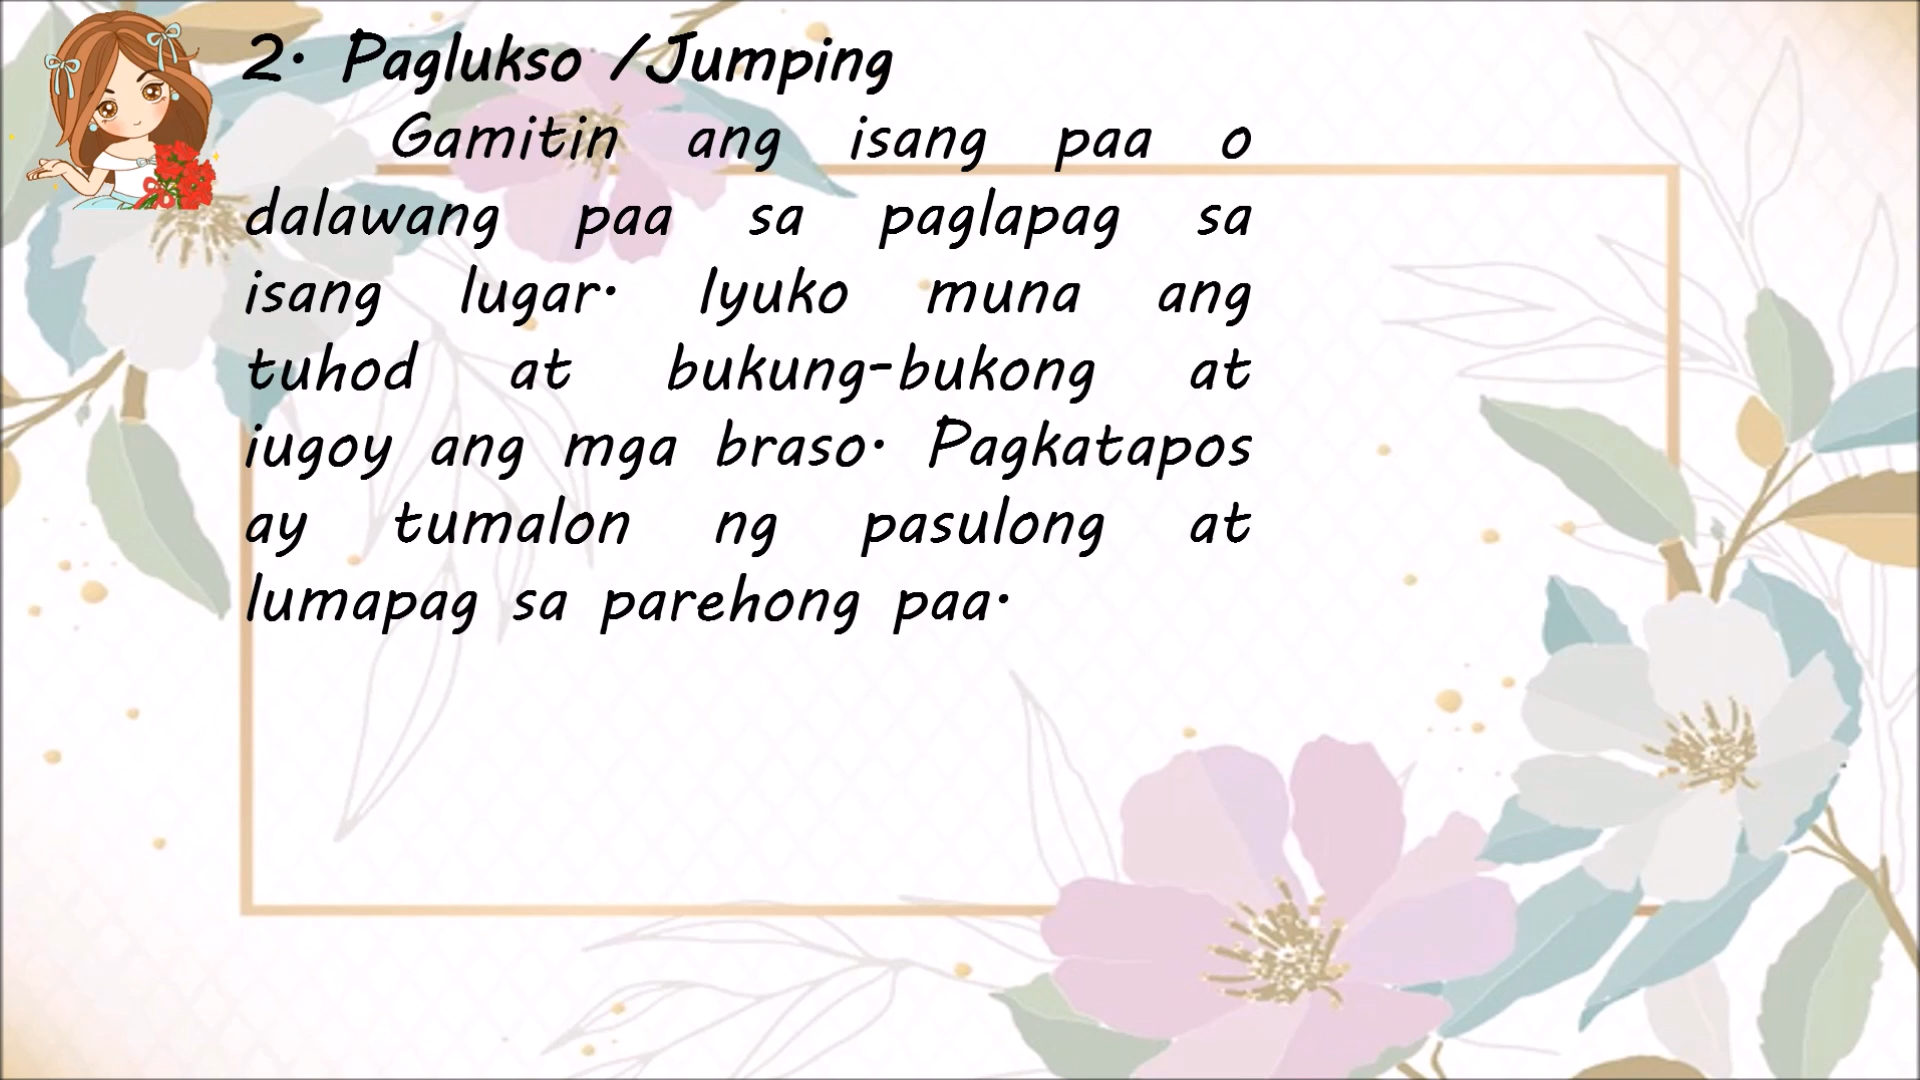 2. Paglukso /Jumping
Gamitin ang isang paa o
dalawang paa sa paglapag sa
isang lugar. Iyuko muna ang
tuhod at bukung-bukong at
iugoy ang mga braso. Pagkatapos
ay tumalon ng pasulong at
lumapag sa parehong paa.